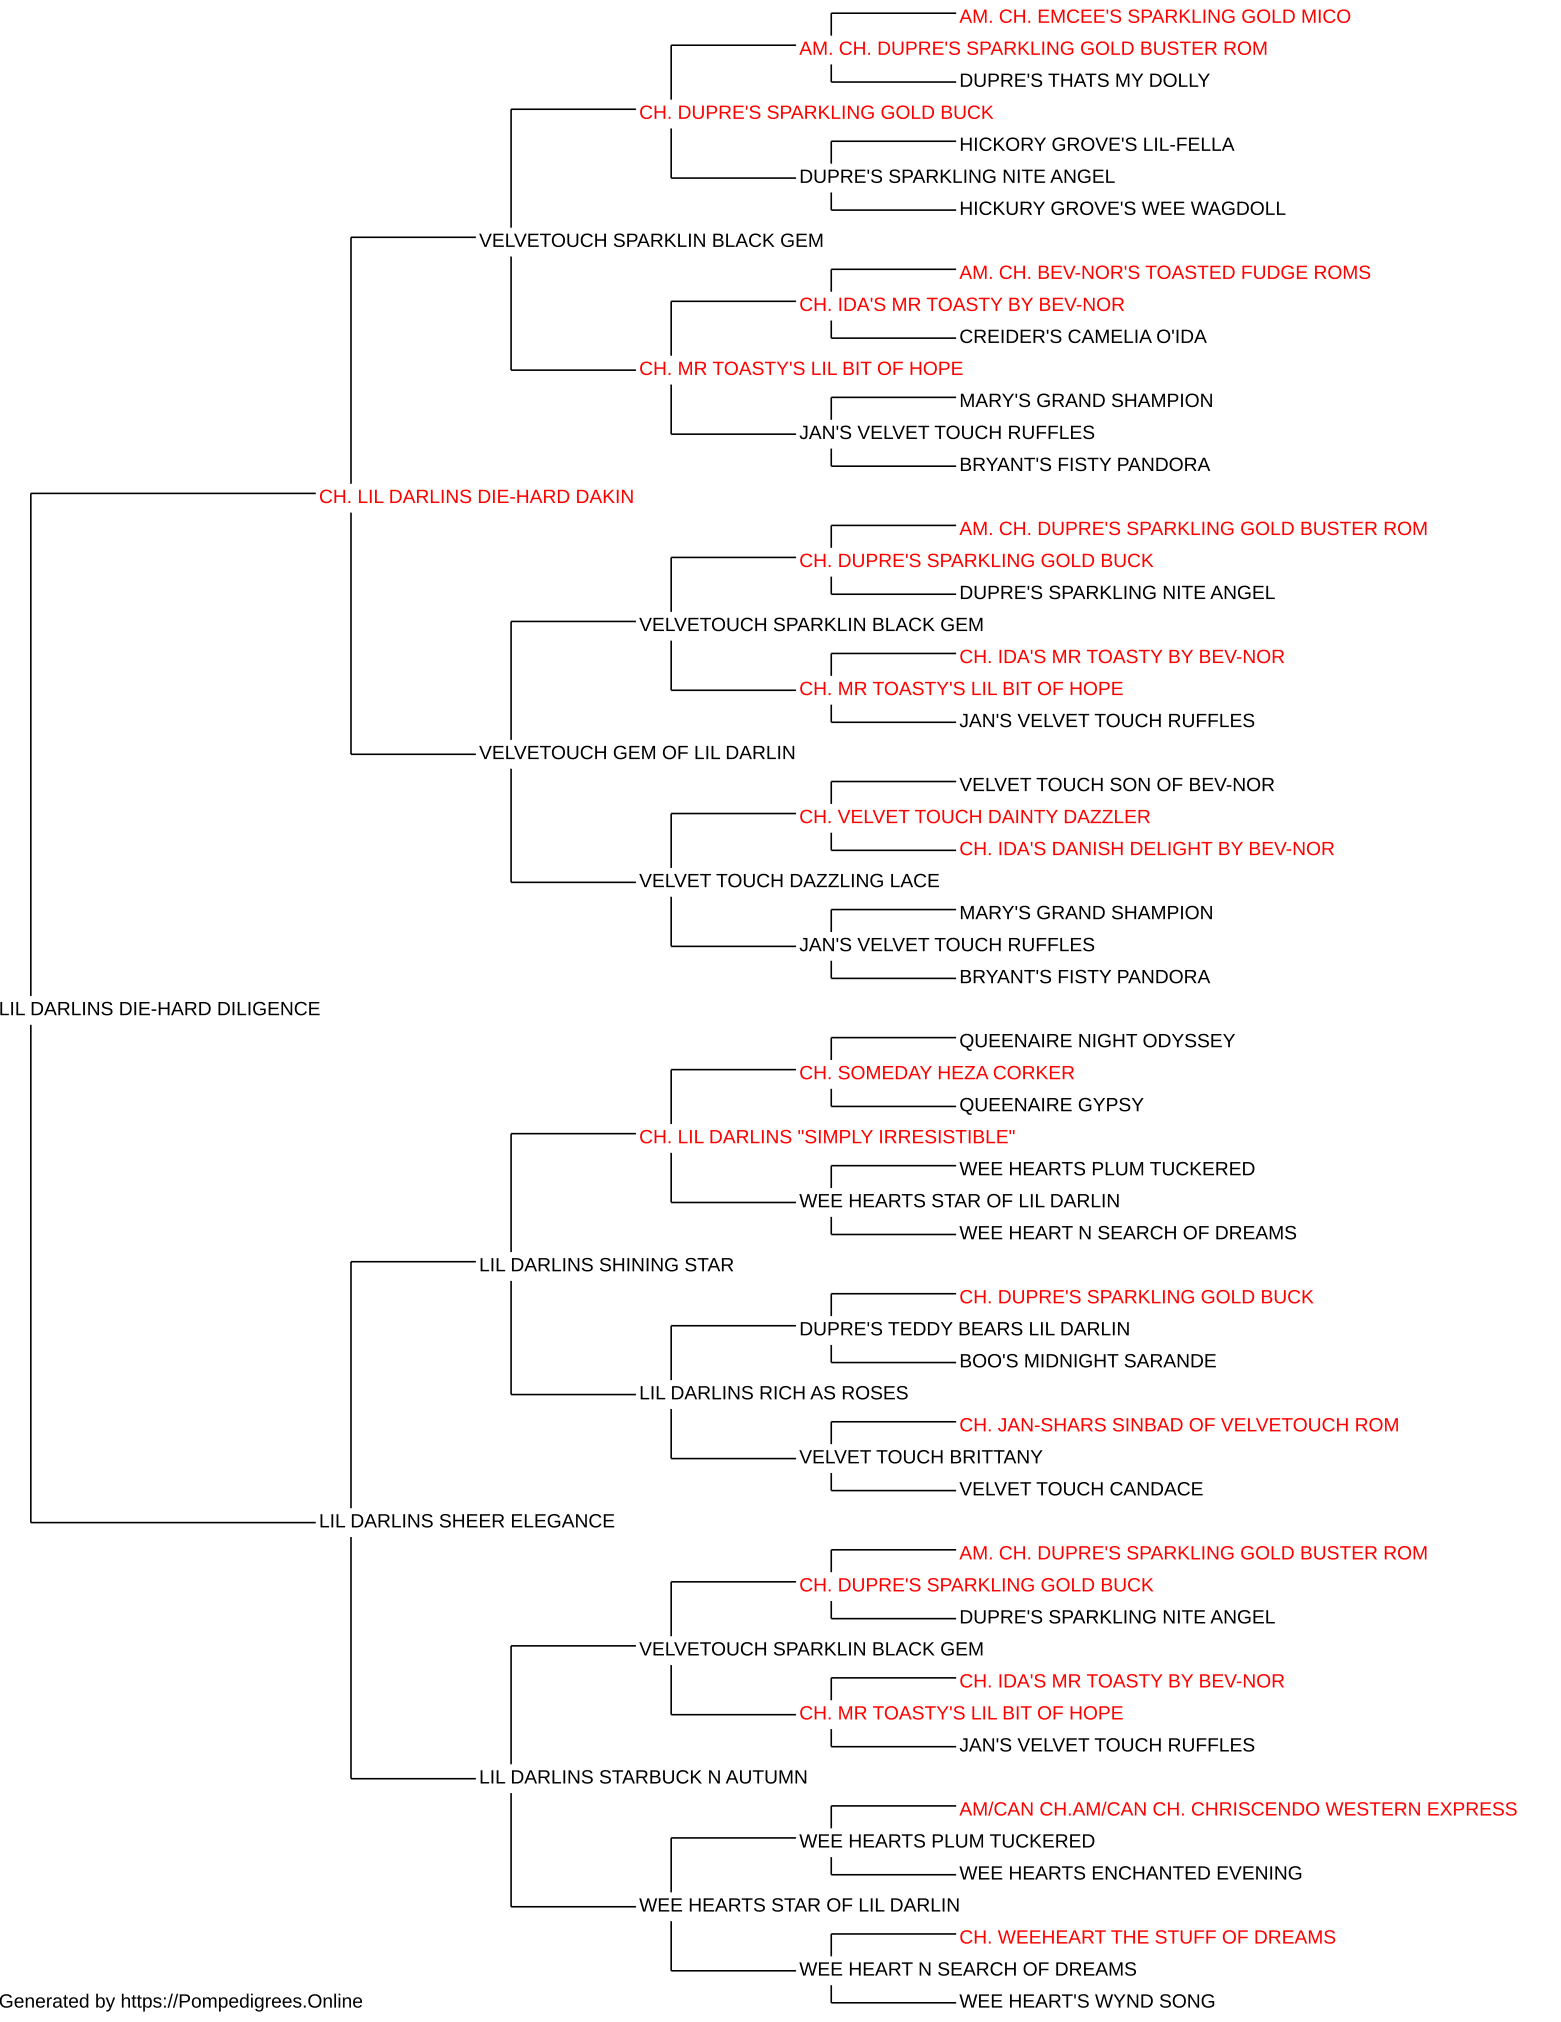 AM. CH. EMCEE'S SPARKLING GOLD MICO
AM. CH. DUPRE'S SPARKLING GOLD BUSTER ROM
DUPRE'S THATS MY DOLLY
CH. DUPRE'S SPARKLING GOLD BUCK
HICKORY GROVE'S LIL-FELLA
DUPRE'S SPARKLING NITE ANGEL
HICKURY GROVE'S WEE WAGDOLL
VELVETOUCH SPARKLIN BLACK GEM
AM. CH. BEV-NOR'S TOASTED FUDGE ROMS
CH. IDA'S MR TOASTY BY BEV-NOR
CREIDER'S CAMELIA O'IDA
CH. MR TOASTY'S LIL BIT OF HOPE
MARY'S GRAND SHAMPION
JAN'S VELVET TOUCH RUFFLES
BRYANT'S FISTY PANDORA
CH. LIL DARLINS DIE-HARD DAKIN
AM. CH. DUPRE'S SPARKLING GOLD BUSTER ROM
CH. DUPRE'S SPARKLING GOLD BUCK
DUPRE'S SPARKLING NITE ANGEL
VELVETOUCH SPARKLIN BLACK GEM
CH. IDA'S MR TOASTY BY BEV-NOR
CH. MR TOASTY'S LIL BIT OF HOPE
JAN'S VELVET TOUCH RUFFLES
VELVETOUCH GEM OF LIL DARLIN
VELVET TOUCH SON OF BEV-NOR
CH. VELVET TOUCH DAINTY DAZZLER
CH. IDA'S DANISH DELIGHT BY BEV-NOR
VELVET TOUCH DAZZLING LACE
MARY'S GRAND SHAMPION
JAN'S VELVET TOUCH RUFFLES
BRYANT'S FISTY PANDORA
LIL DARLINS DIE-HARD DILIGENCE
QUEENAIRE NIGHT ODYSSEY
CH. SOMEDAY HEZA CORKER
QUEENAIRE GYPSY
CH. LIL DARLINS "SIMPLY IRRESISTIBLE"
WEE HEARTS PLUM TUCKERED
WEE HEARTS STAR OF LIL DARLIN
WEE HEART N SEARCH OF DREAMS
LIL DARLINS SHINING STAR
CH. DUPRE'S SPARKLING GOLD BUCK
DUPRE'S TEDDY BEARS LIL DARLIN
BOO'S MIDNIGHT SARANDE
LIL DARLINS RICH AS ROSES
CH. JAN-SHARS SINBAD OF VELVETOUCH ROM
VELVET TOUCH BRITTANY
VELVET TOUCH CANDACE
LIL DARLINS SHEER ELEGANCE
AM. CH. DUPRE'S SPARKLING GOLD BUSTER ROM
CH. DUPRE'S SPARKLING GOLD BUCK
DUPRE'S SPARKLING NITE ANGEL
VELVETOUCH SPARKLIN BLACK GEM
CH. IDA'S MR TOASTY BY BEV-NOR
CH. MR TOASTY'S LIL BIT OF HOPE
JAN'S VELVET TOUCH RUFFLES
LIL DARLINS STARBUCK N AUTUMN
AM/CAN CH.AM/CAN CH. CHRISCENDO WESTERN EXPRESS
WEE HEARTS PLUM TUCKERED
WEE HEARTS ENCHANTED EVENING
WEE HEARTS STAR OF LIL DARLIN
CH. WEEHEART THE STUFF OF DREAMS
WEE HEART N SEARCH OF DREAMS
WEE HEART'S WYND SONG
Generated by https://Pompedigrees.Online